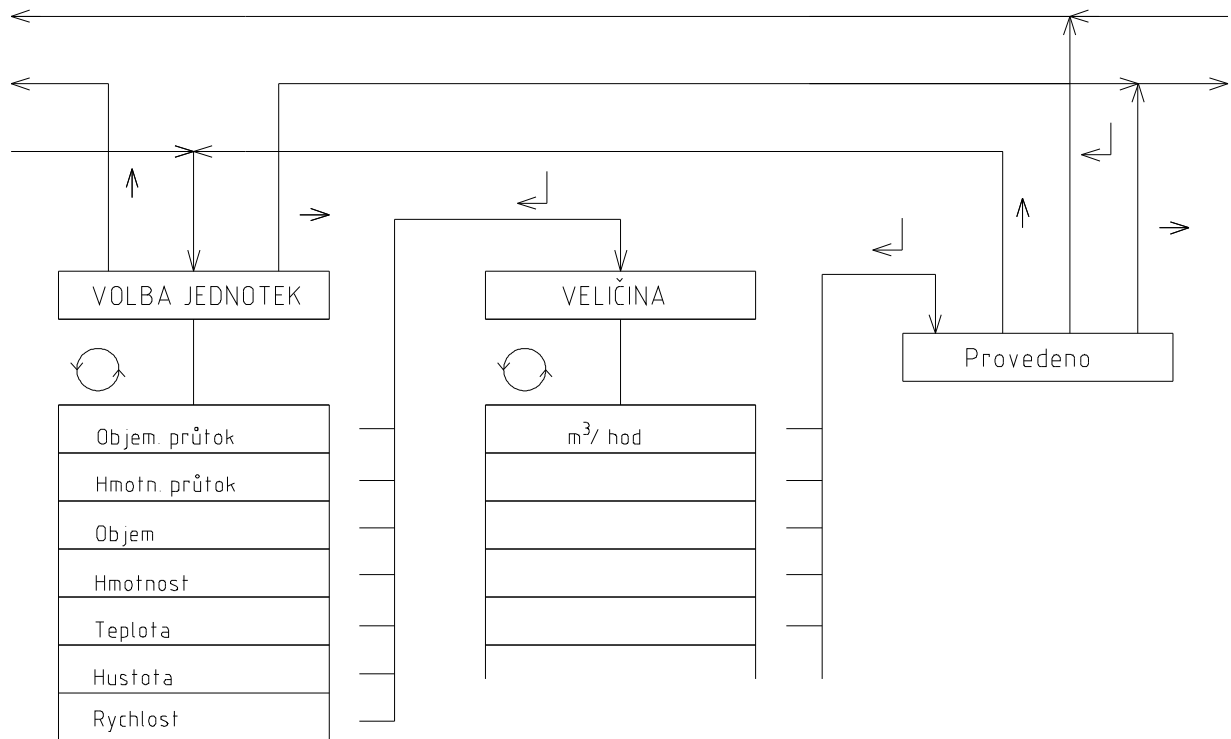 VOLBA JEDNOTEK
VELIČINA
Provedeno
Objem. průtok
Hmotn. průtok
Objem
Hmotnost
Teplota
Hustota
Rychlost
m³/ hod